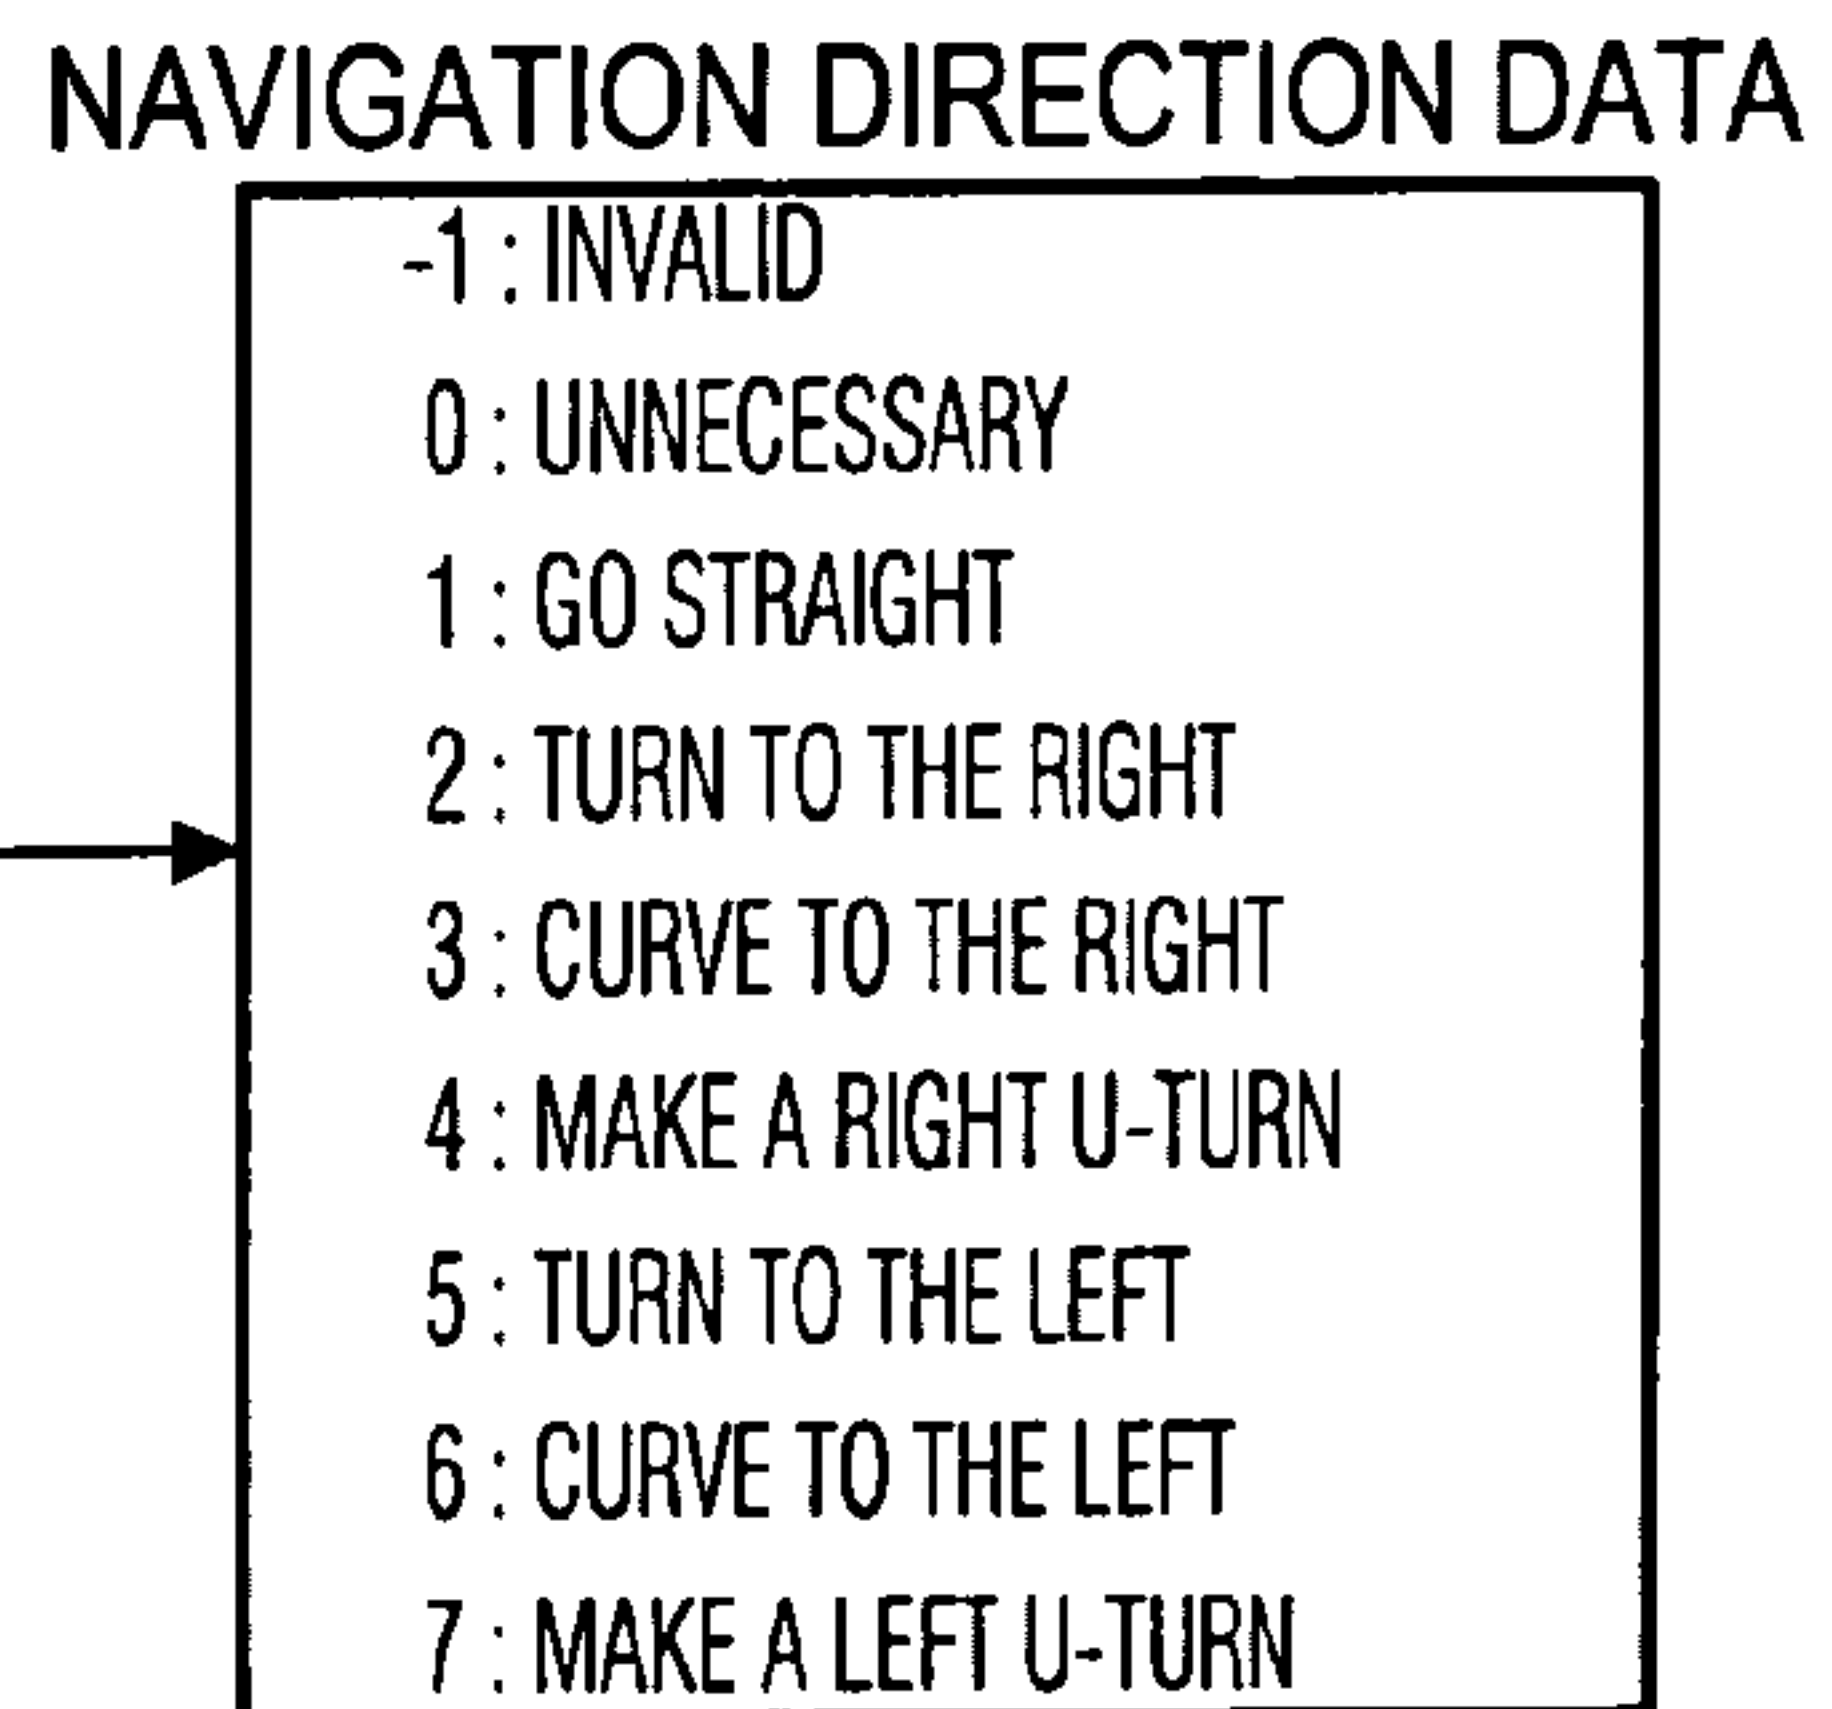 NAVIGATION DIRECTION DATA
-1 : INVALID
0 : UNNECESSARY
1 : GO STRAIGHT
2 : TURN TO THE RIGHT
3 : CURVE TO THE RIGHT
4 : MAKE A RIGHT U-TURN
5 : TURN TO THE LEFT
6 : CURVE TO THE LEFT
7 : MAKE A LEFT U-TURN